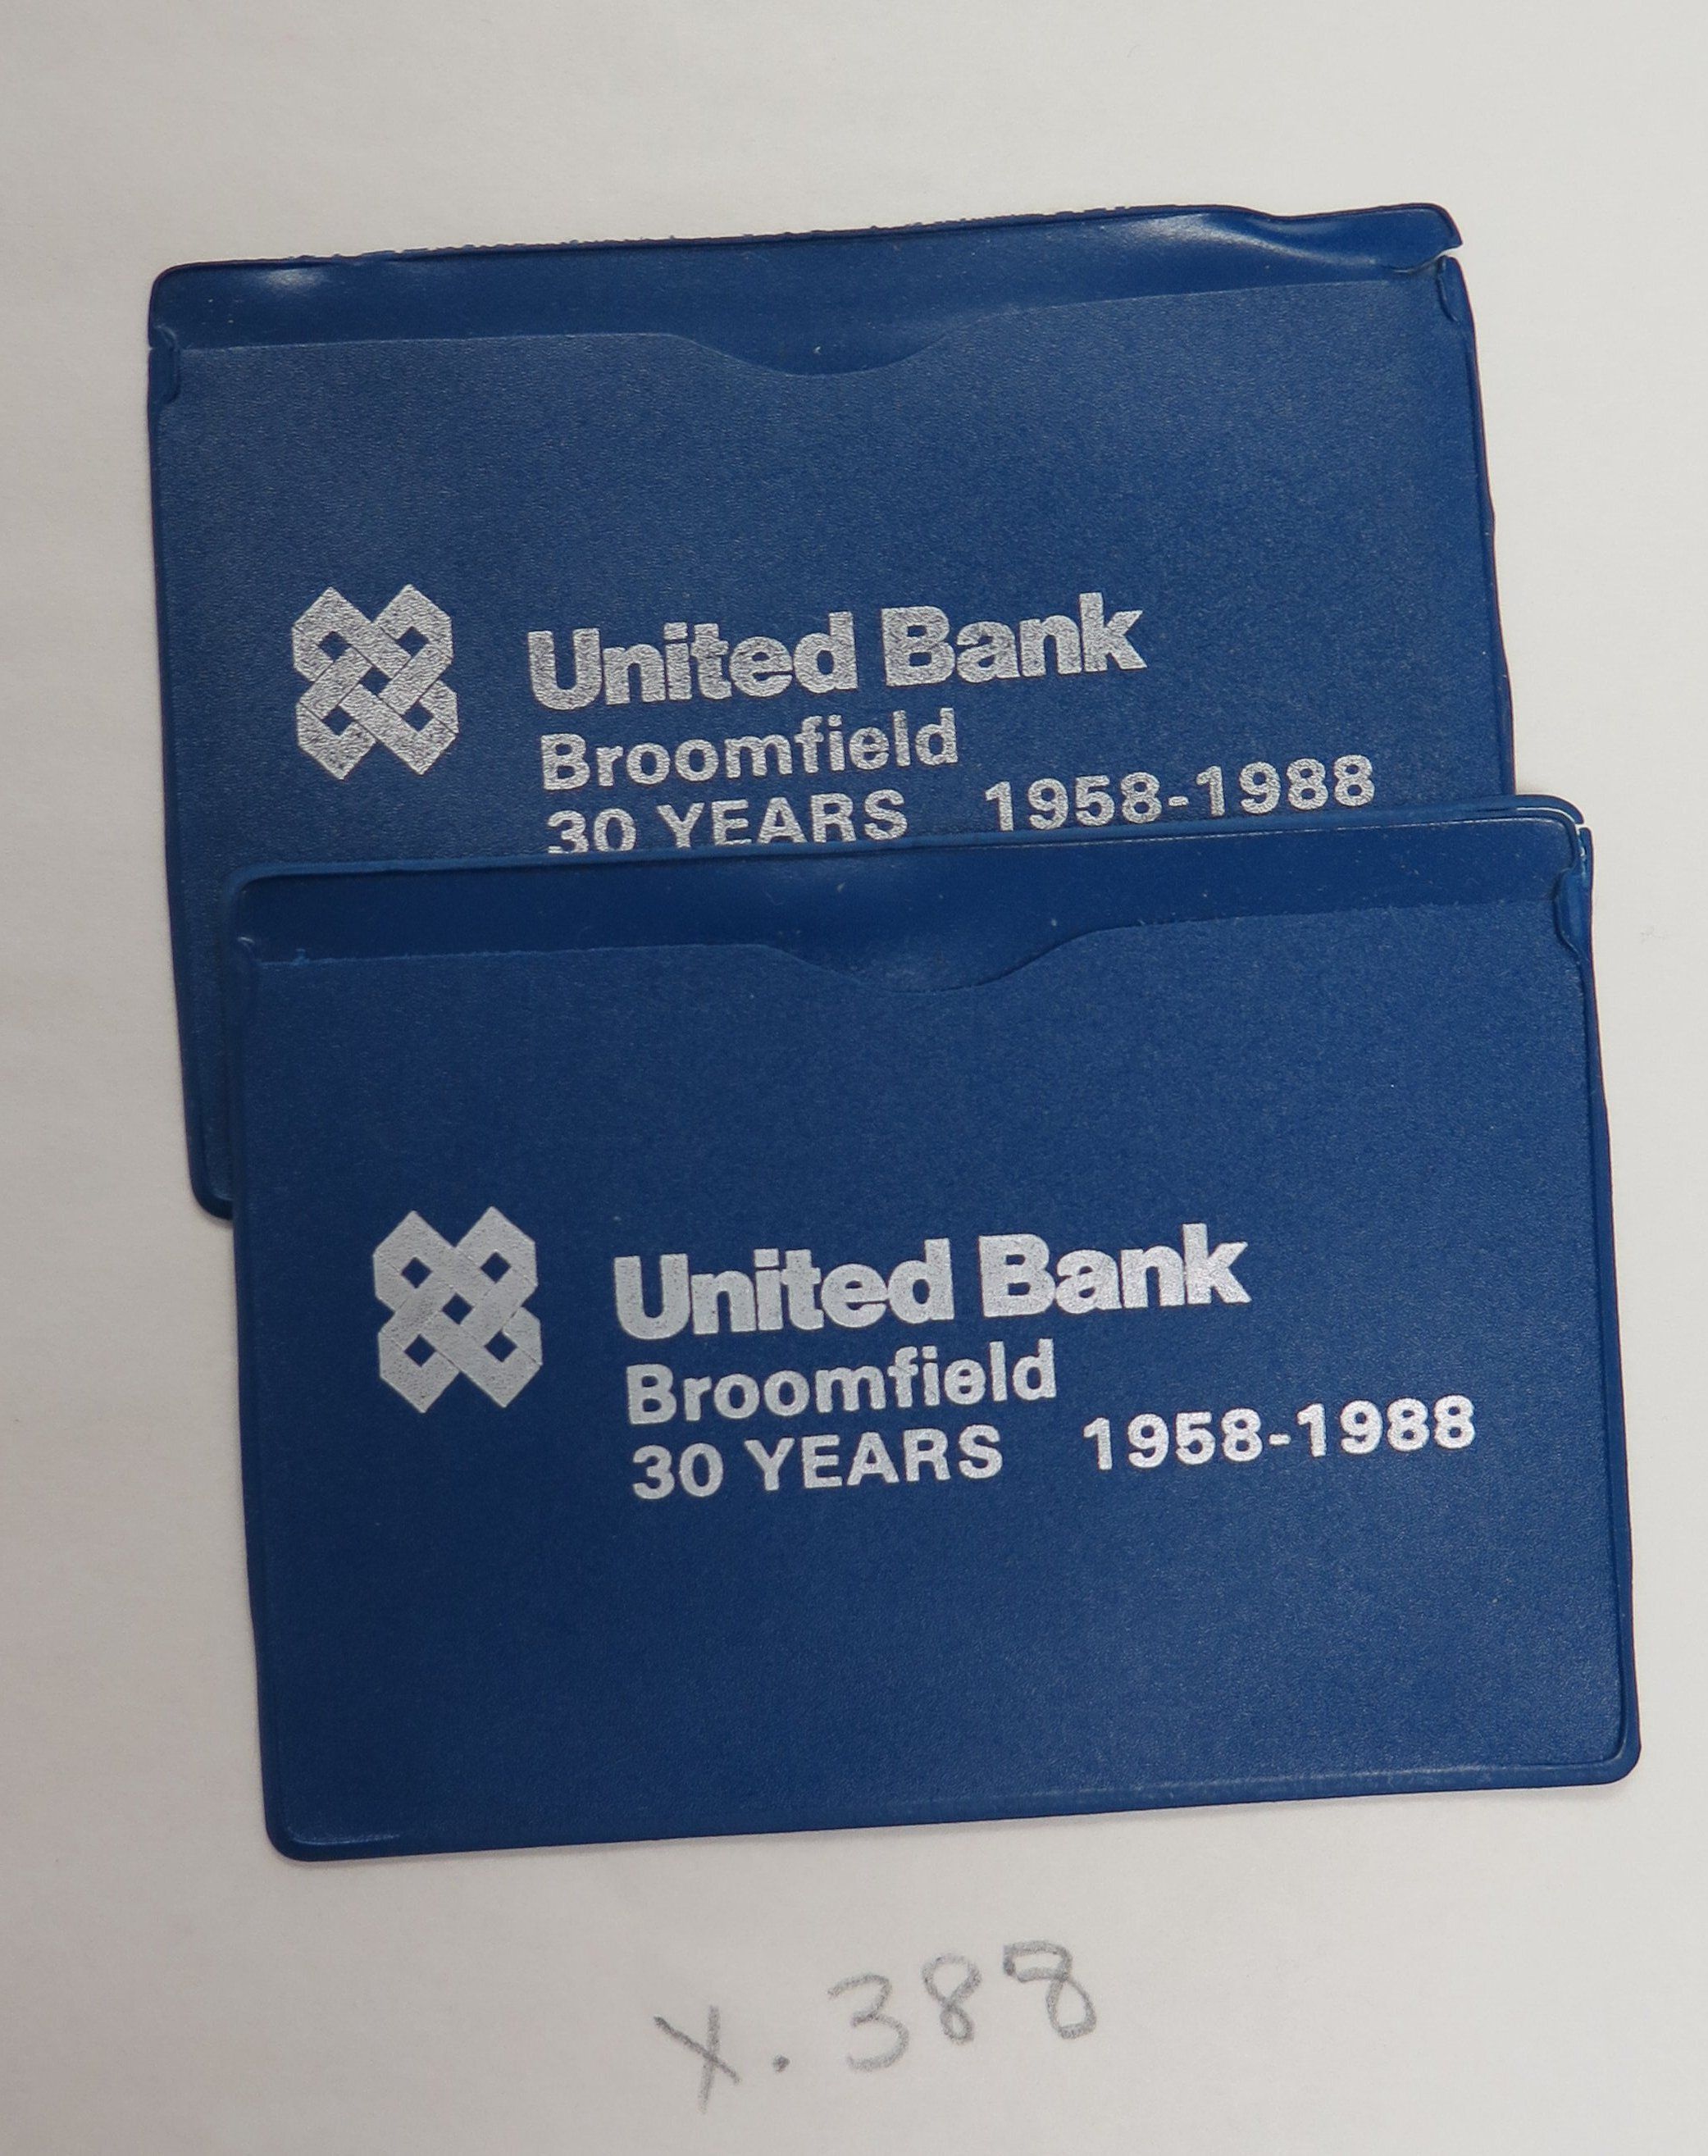 United Bank
Broomfield
30 YEARS 1958-1988
United Bank
Broomfield
30 YEARS 1958-1988
X.388